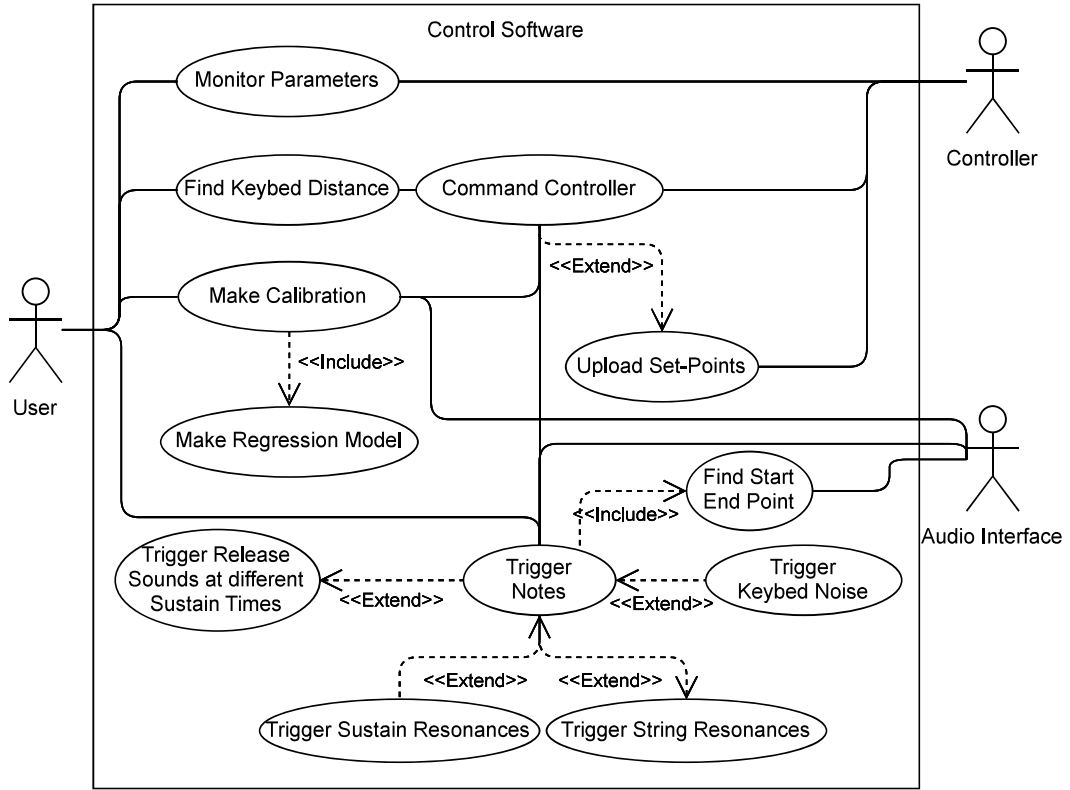 Control Software
Monitor Parameters
Controller
Find Keybed Distance
Command Controller
<<Extend>>
Make Calibration
<<Include>>
Upload Set-Points
User
Make Regression Model
Find Start
End Point
<<Include>>
Audio Interface
Trigger Release
Sounds at different
Sustain Times
<<Extend>>
Trigger
Notes
<<Extend>>
Trigger
Keybed Noise
<<Extend>>
<<Extend>>
Trigger Sustain Resonances
Trigger String Resonances